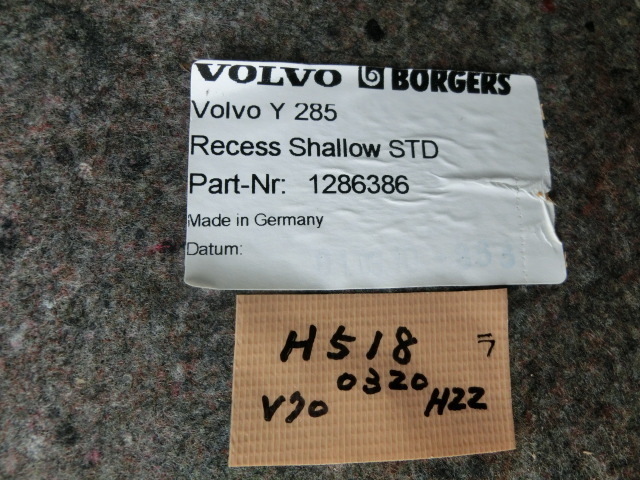 VOLVO BORGERS
Volvo Y 285
Recess Shallow STD
Part-Nr: 1286386
Made in Germany
Datum:
H518 ラ
0320
V70 H22